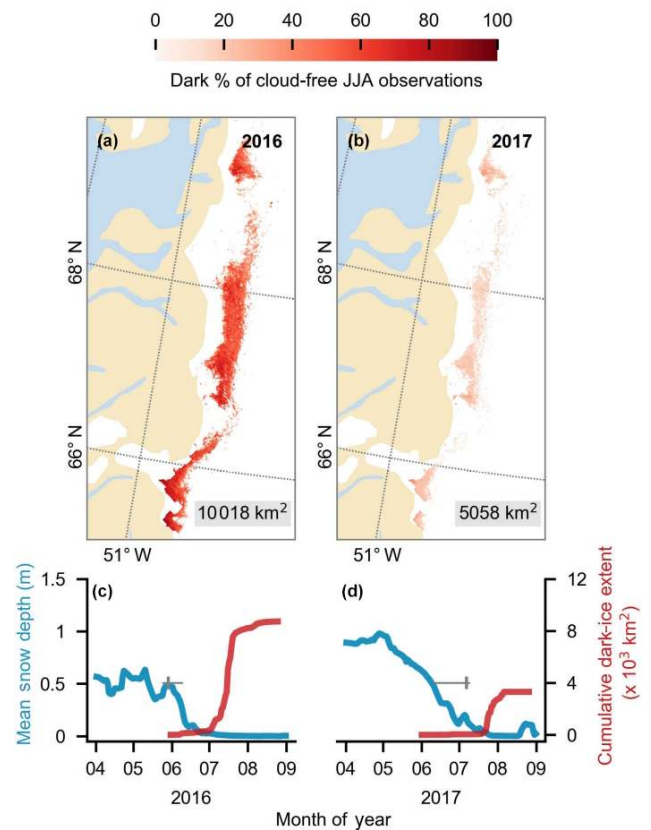 0 20 40 60 80 100
Dark % of cloud-free JJA observations
(a) 2016
(b) 2017
68° N
68° N
66° N
66° N
10018 km²
5058 km²
51° W
51° W
Mean snow depth (m)
1.5
1
0.5
0
(c)
(d)
12
8
4
0
Cumulative dark-ice extent
(x 10³ km²)
04 05 06 07 08 09
04 05 06 07 08 09
2016
2017
Month of year